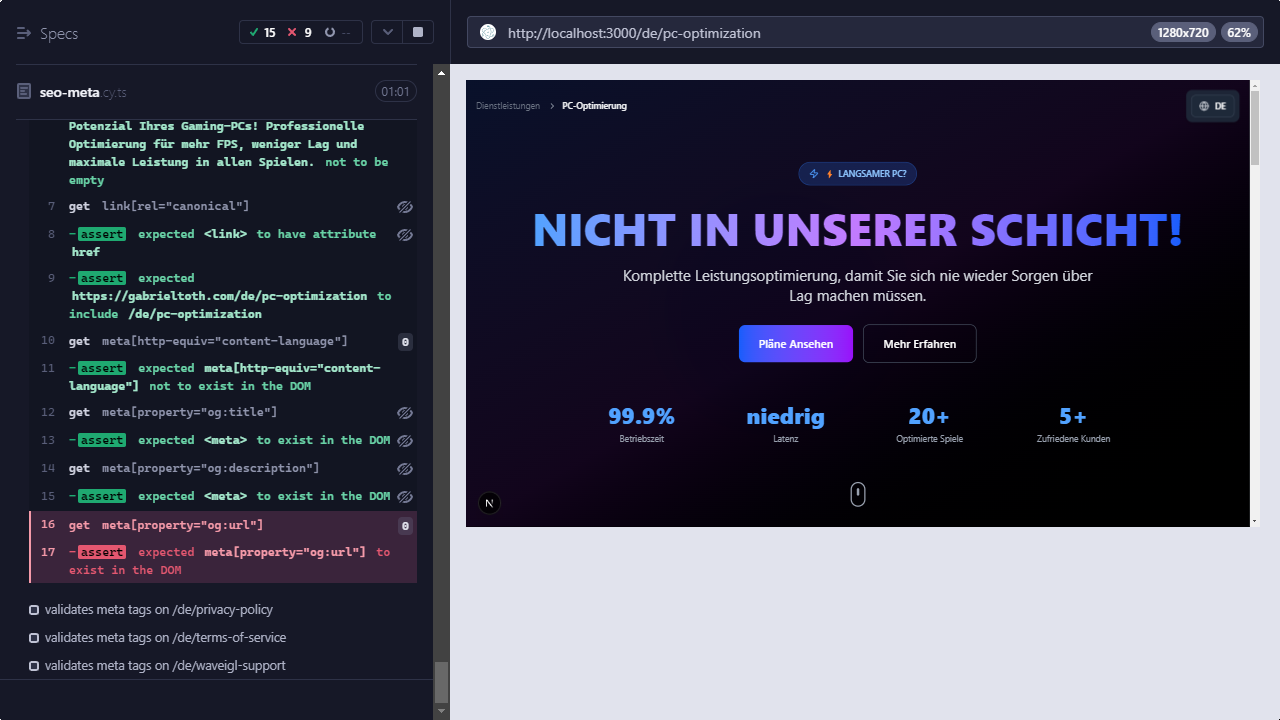 Specs
15
9
--
http://localhost:3000/de/pc-optimization
1280x720
62%
seo-meta.cy.ts
01:01
Potenzial Ihres Gaming-PCs! Professionelle
Optimierung für mehr FPS, weniger Lag und
maximale Leistung in allen Spielen. not to be
empty
7 get link[rel="canonical"]
8 -assert expected <link> to have attribute
href
9 -assert expected
https://gabrieltoth.com/de/pc-optimization to
include /de/pc-optimization
10 get meta[http-equiv="content-language"] 0
11 -assert expected meta[http-equiv="content-
language"] not to exist in the DOM
12 get meta[property="og:title"]
13 -assert expected <meta> to exist in the DOM
14 get meta[property="og:description"]
15 -assert expected <meta> to exist in the DOM
16 get meta[property="og:url"] 0
17 -assert expected meta[property="og:url"] to
exist in the DOM
validates meta tags on /de/privacy-policy
validates meta tags on /de/terms-of-service
validates meta tags on /de/waveigl-support
Dienstleistungen > PC-Optimierung
DE
LANGSAMER PC?
NICHT IN UNSERER SCHICHT!
Komplette Leistungsoptimierung, damit Sie sich nie wieder Sorgen über
Lag machen müssen.
Pläne Ansehen
Mehr Erfahren
99.9%
Betriebszeit
niedrig
Latenz
20+
Optimierte Spiele
5+
Zufriedene Kunden
N